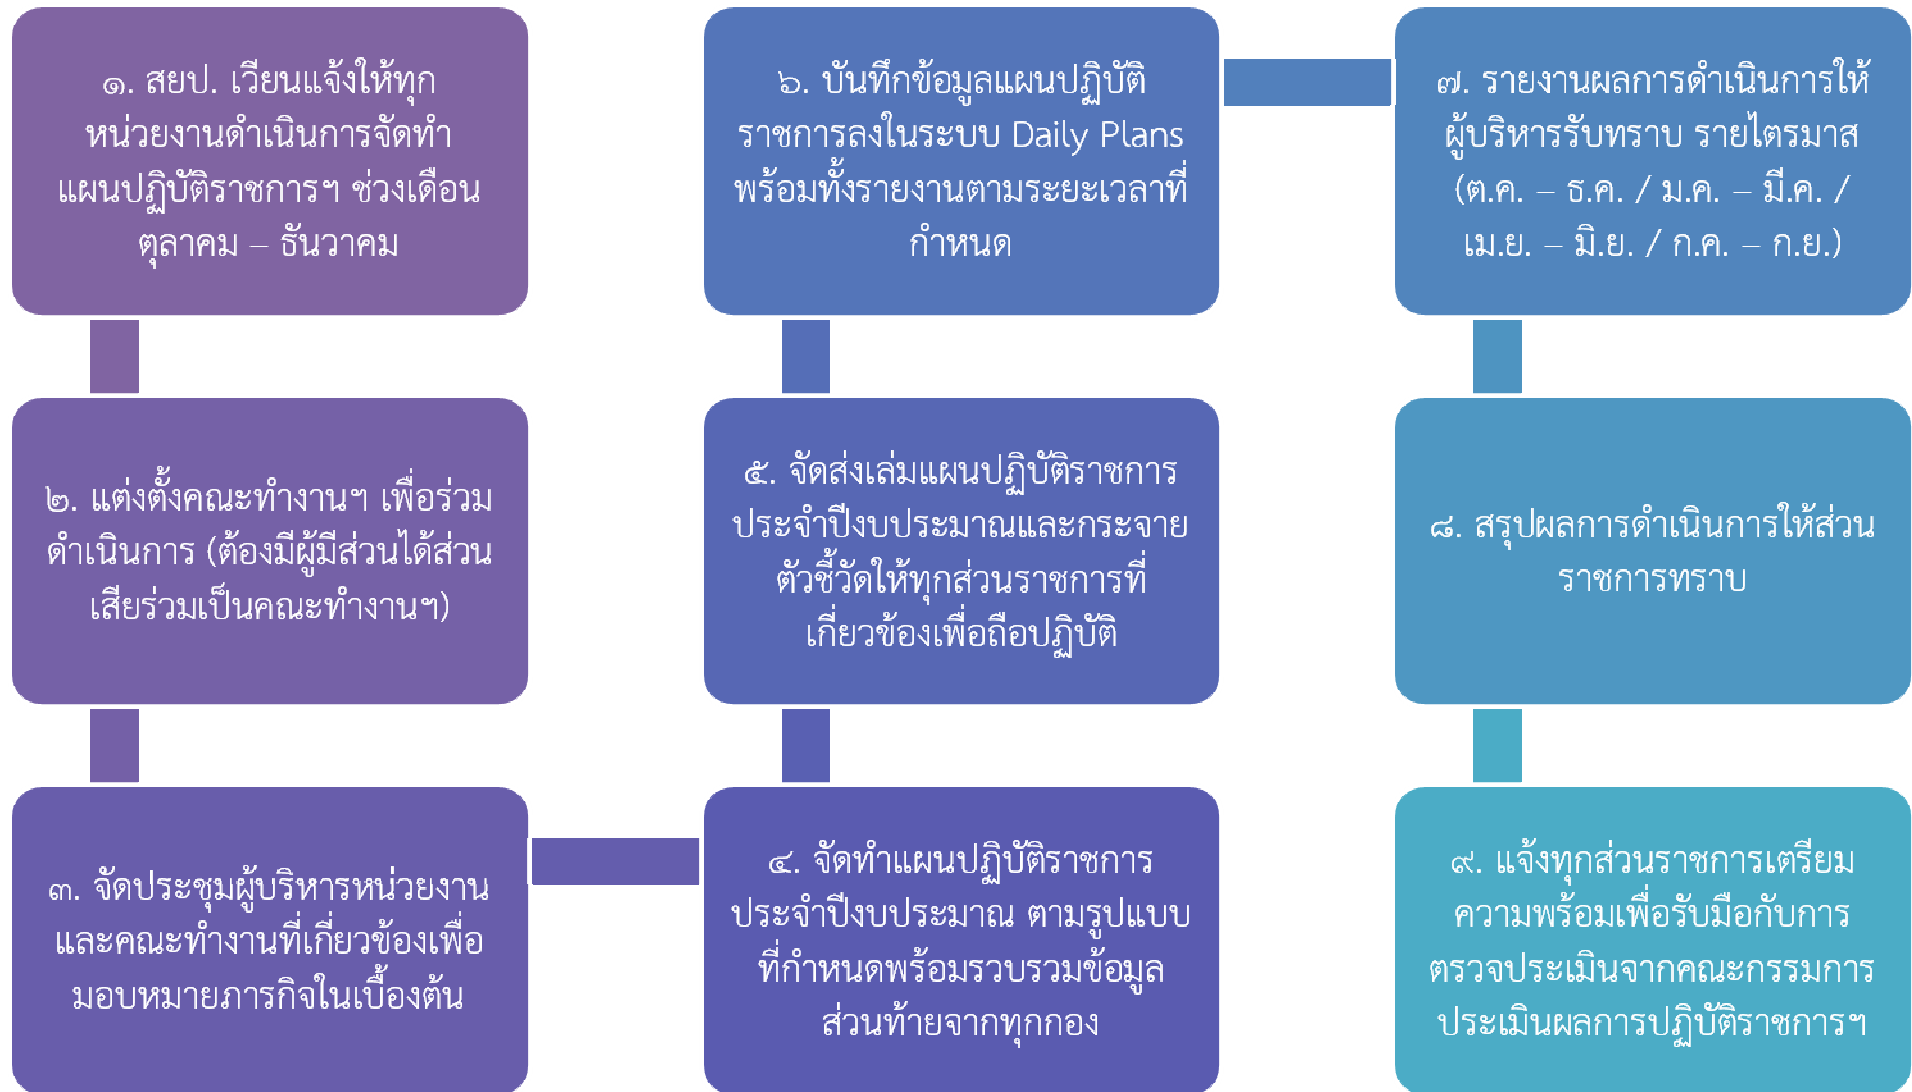 ๑. สยป. เวียนแจ้งให้ทุก
หน่วยงานดำเนินการจัดทำ
แผนปฏิบัติราชการฯ ช่วงเดือน
ตุลาคม – ธันวาคม
๒. แต่งตั้งคณะทำงานฯ เพื่อร่วม
ดำเนินการ (ต้องมีผู้มีส่วนได้ส่วน
เสียร่วมเป็นคณะทำงานฯ)
๓. จัดประชุมผู้บริหารหน่วยงาน
และคณะทำงานที่เกี่ยวข้องเพื่อ
มอบหมายภารกิจในเบื้องต้น
๔. จัดทำแผนปฏิบัติราชการ
ประจำปีงบประมาณ ตามรูปแบบ
ที่กำหนดพร้อมรวบรวมข้อมูล
ส่วนท้ายจากทุกกอง
๕. จัดส่งเล่มแผนปฏิบัติราชการ
ประจำปีงบประมาณและกระจาย
ตัวชี้วัดให้ทุกส่วนราชการที่
เกี่ยวข้องเพื่อถือปฏิบัติ
๖. บันทึกข้อมูลแผนปฏิบัติ
ราชการลงในระบบ Daily Plans
พร้อมทั้งรายงานตามระยะเวลาที่
กำหนด
๗. รายงานผลการดำเนินการให้
ผู้บริหารรับทราบ รายไตรมาส
(ต.ค. – ธ.ค. / ม.ค. – มี.ค. /
เม.ย. – มิ.ย. / ก.ค. – ก.ย.)
๘. สรุปผลการดำเนินการให้ส่วน
ราชการทราบ
๙. แจ้งทุกส่วนราชการเตรียม
ความพร้อมเพื่อรับมือกับการ
ตรวจประเมินจากคณะกรรมการ
ประเมินผลการปฏิบัติราชการฯ